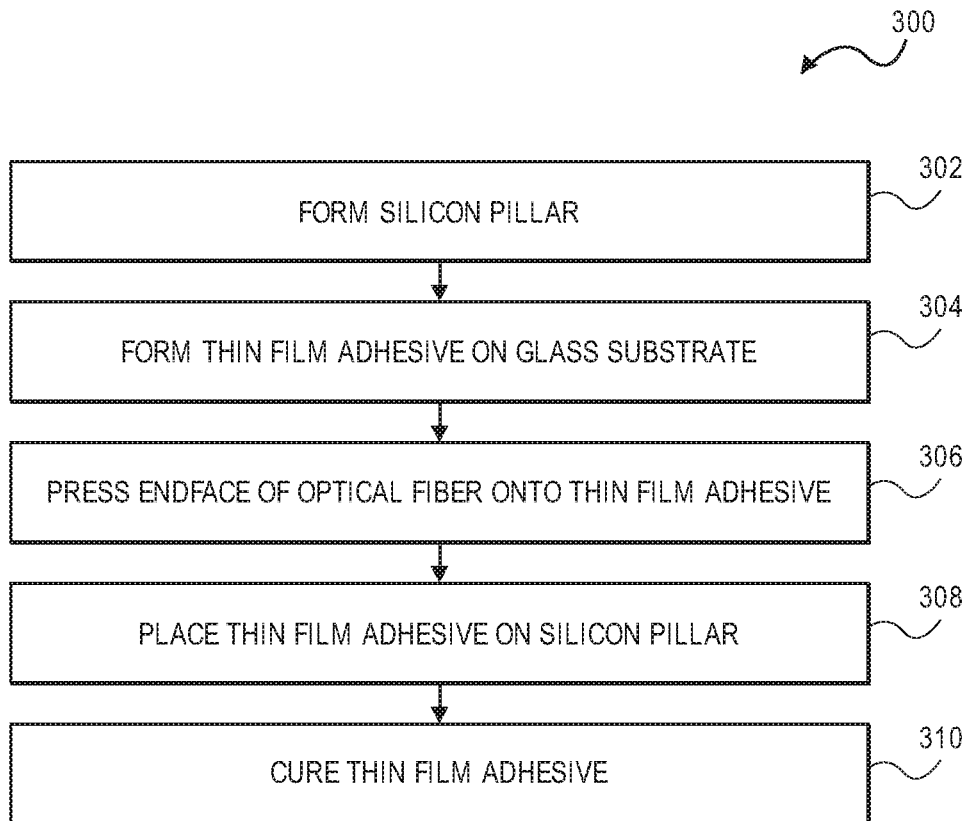 300
302
FORM SILICON PILLAR
304
FORM THIN FILM ADHESIVE ON GLASS SUBSTRATE
306
PRESS ENDFACE OF OPTICAL FIBER ONTO THIN FILM ADHESIVE
308
PLACE THIN FILM ADHESIVE ON SILICON PILLAR
310
CURE THIN FILM ADHESIVE